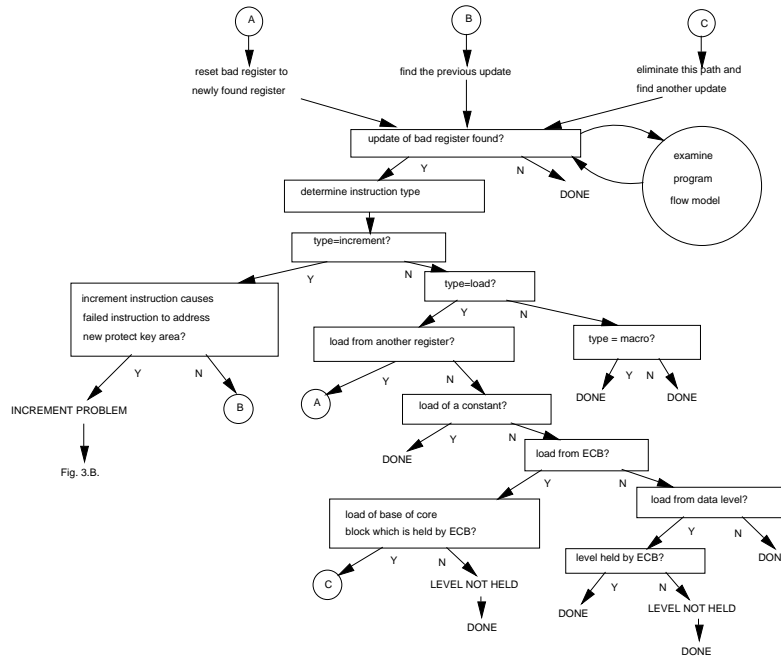 A
B
C
reset bad register to
newly found register
find the previous update
eliminate this path and
find another update
update of bad register found?
examine
program
flow model
Y
N
DONE
determine instruction type
type=increment?
Y
N
increment instruction causes
failed instruction to address
new protect key area?
type=load?
Y
N
load from another register?
type = macro?
Y
N
INCREMENT PROBLEM
B
Fig. 3.B.
Y
N
A
Y
N
DONE
DONE
load of a constant?
Y
N
DONE
load from ECB?
Y
N
load of base of core
block which is held by ECB?
load from data level?
Y
N
DON
Y
N
C
LEVEL NOT HELD
DONE
level held by ECB?
Y
N
DONE
LEVEL NOT HELD
DONE